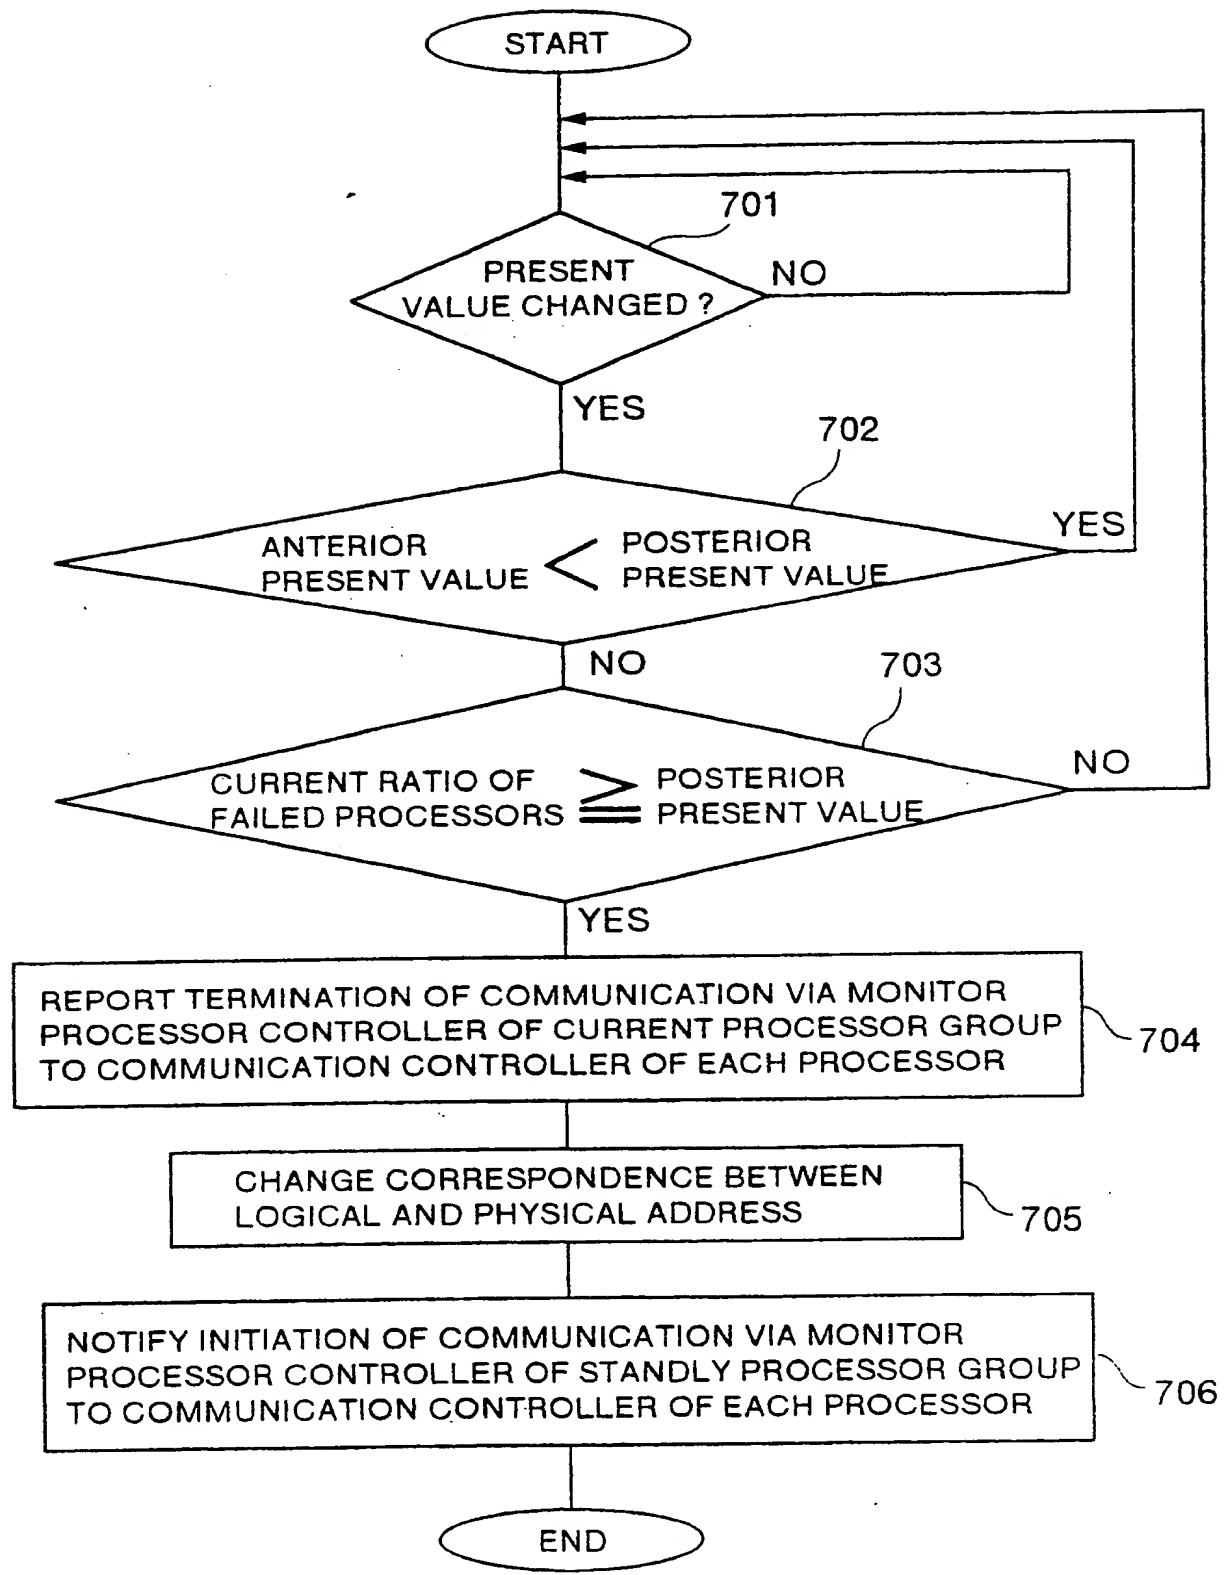 START
701
PRESENT
VALUE CHANGED ?
NO
YES
702
ANTERIOR
PRESENT VALUE
<
POSTERIOR
PRESENT VALUE
YES
NO
703
CURRENT RATIO OF
FAILED PROCESSORS
≧
POSTERIOR
PRESENT VALUE
NO
YES
REPORT TERMINATION OF COMMUNICATION VIA MONITOR
PROCESSOR CONTROLLER OF CURRENT PROCESSOR GROUP
TO COMMUNICATION CONTROLLER OF EACH PROCESSOR
704
CHANGE CORRESPONDENCE BETWEEN
LOGICAL AND PHYSICAL ADDRESS
705
NOTIFY INITIATION OF COMMUNICATION VIA MONITOR
PROCESSOR CONTROLLER OF STANDLY PROCESSOR GROUP
TO COMMUNICATION CONTROLLER OF EACH PROCESSOR
706
END